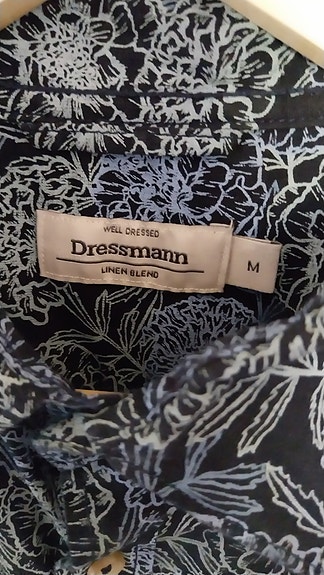 WELL DRESSED
Dressmann
LINEN BLEND
M